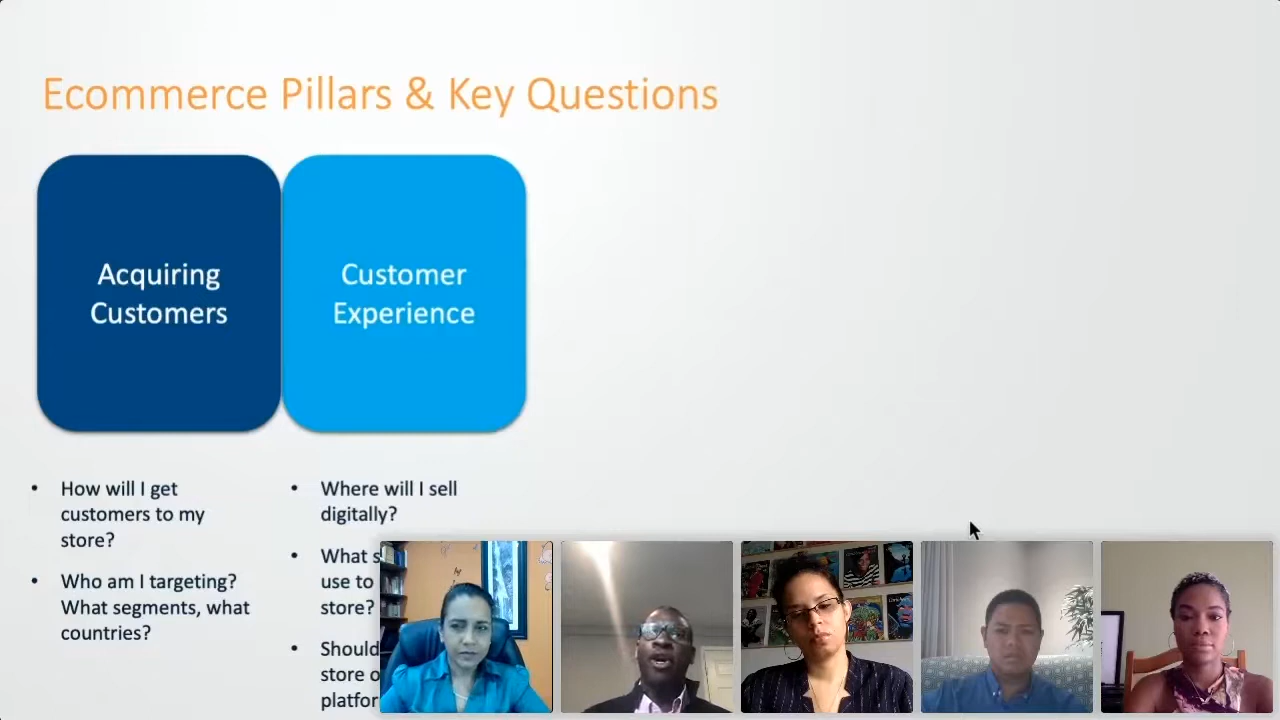 Ecommerce Pillars & Key Questions
Acquiring
Customers
Customer
Experience
• How will I get
customers to my
store?
• Who am I targeting?
What segments, what
countries?
• Where will I sell
digitally?
• What
use to
store?
• Should
store